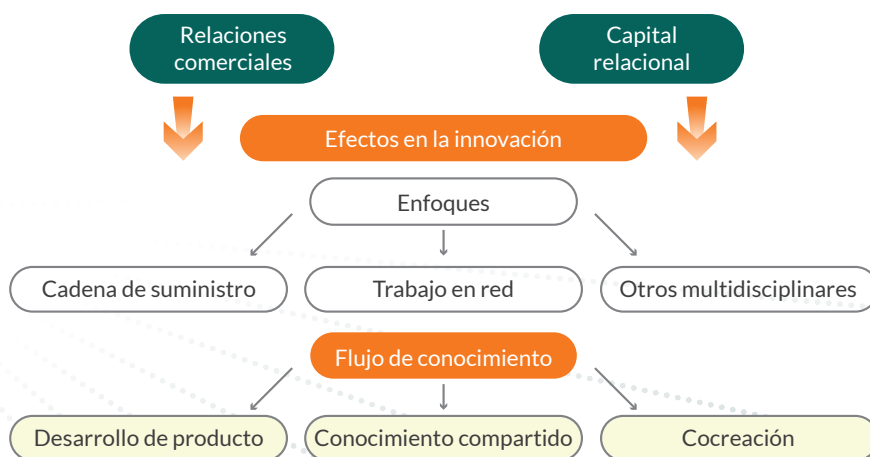 Relaciones
comerciales
Capital
relacional
Efectos en la innovación
Enfoques
Cadena de suministro
Trabajo en red
Otros multidisciplinares
Flujo de conocimiento
Desarrollo de producto
Conocimiento compartido
Cocreación